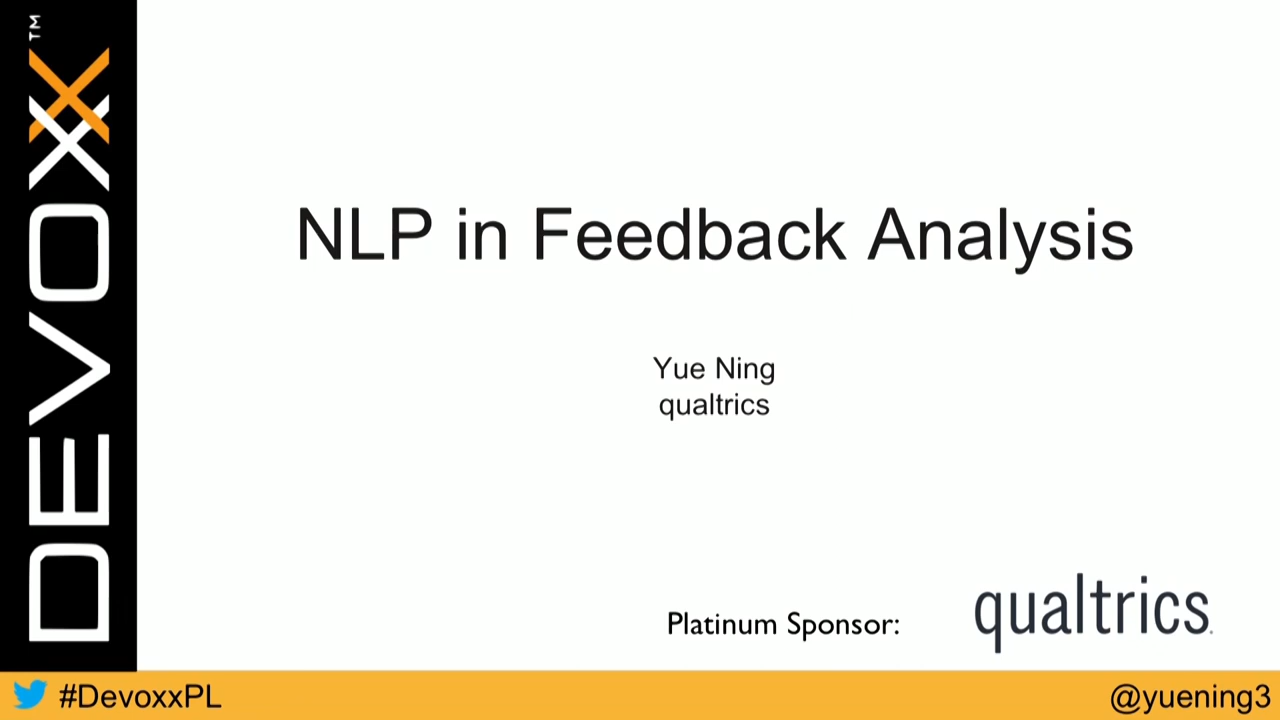 DEVOXX™
NLP in Feedback Analysis
Yue Ning
qualtrics
Platinum Sponsor:
qualtrics.
#DevoxxPL
@yuening3